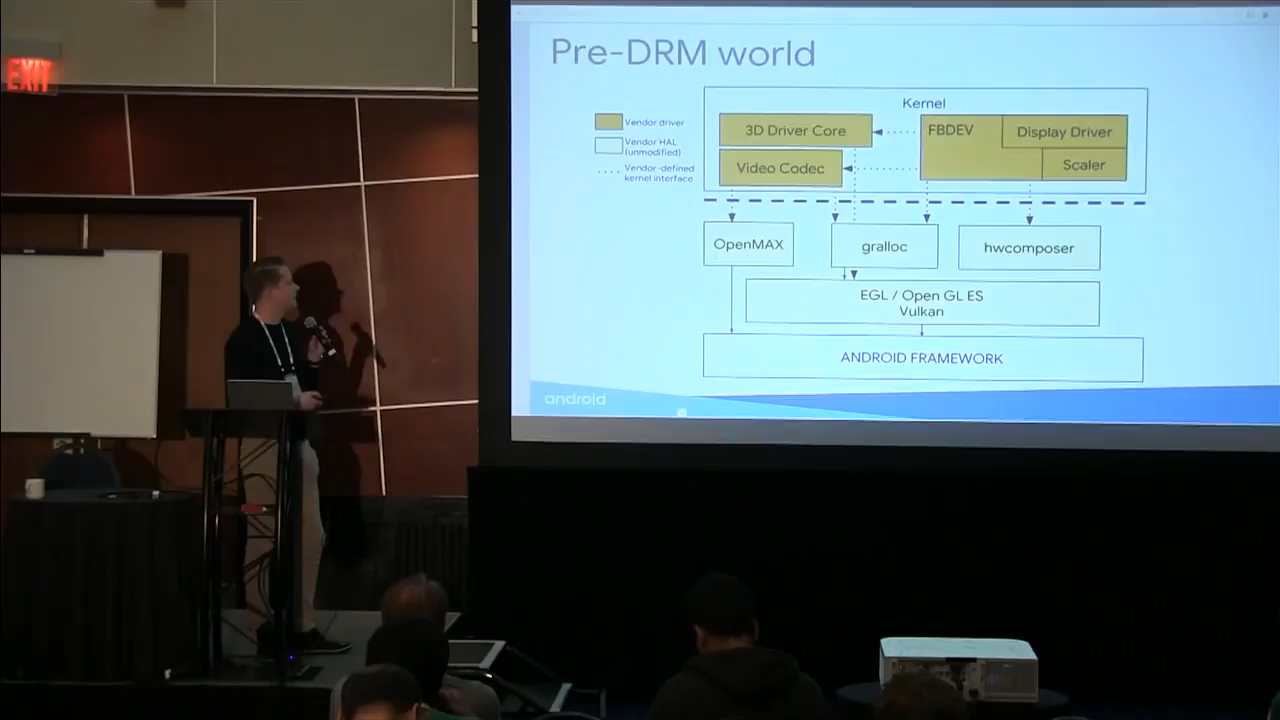 EXIT
Pre-DRM world
Kernel
Vendor driver
Vendor HAL
(unmodified)
Vendor-defined
kernel interface
3D Driver Core
Video Codec
FBDEV
Display Driver
Scaler
OpenMAX
gralloc
hwcomposer
EGL / Open GL ES
Vulkan
ANDROID FRAMEWORK
android